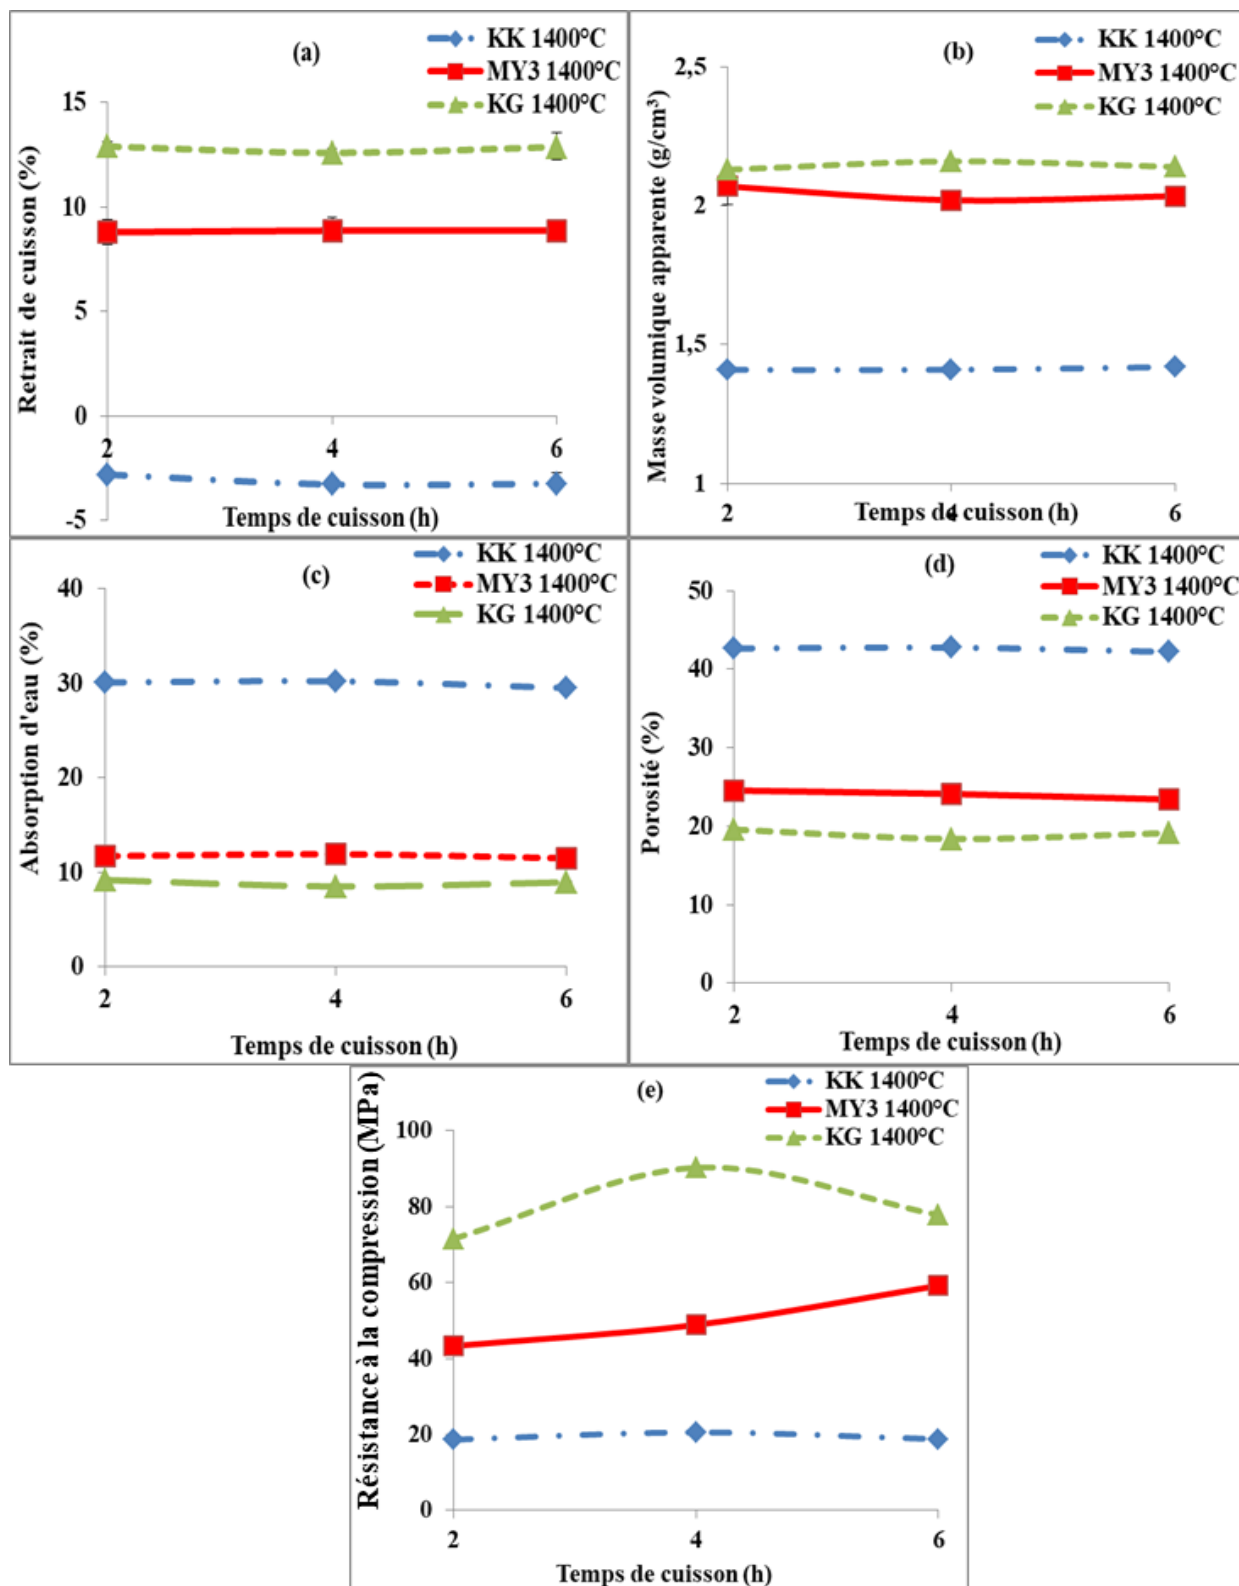 (a)
KK 1400°C
MY3 1400°C
KG 1400°C
Retrait de cuisson (%)
15
10
5
0
-5
2
4
6
Temps de cuisson (h)
(b)
KK 1400°C
MY3 1400°C
KG 1400°C
Masse volumique apparente (g/cm³)
2,5
2
1,5
1
2
4
6
Temps de cuisson (h)
(c)
KK 1400°C
MY3 1400°C
KG 1400°C
Absorption d'eau (%)
40
30
20
10
0
2
4
6
Temps de cuisson (h)
(d)
KK 1400°C
MY3 1400°C
KG 1400°C
Porosité (%)
50
40
30
20
10
0
2
4
6
Temps de cuisson (h)
(e)
KK 1400°C
MY3 1400°C
KG 1400°C
Résistance à la compression (MPa)
100
80
60
40
20
0
2
4
6
Temps de cuisson (h)